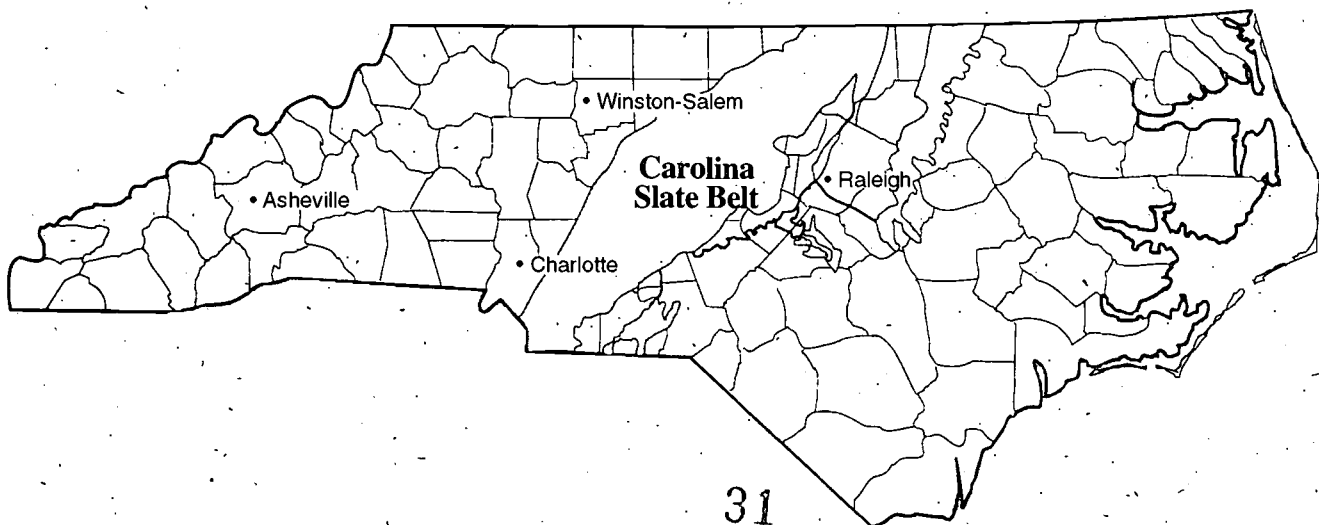 Winston-Salem
Carolina
Slate Belt
Raleigh
Asheville
Charlotte
31